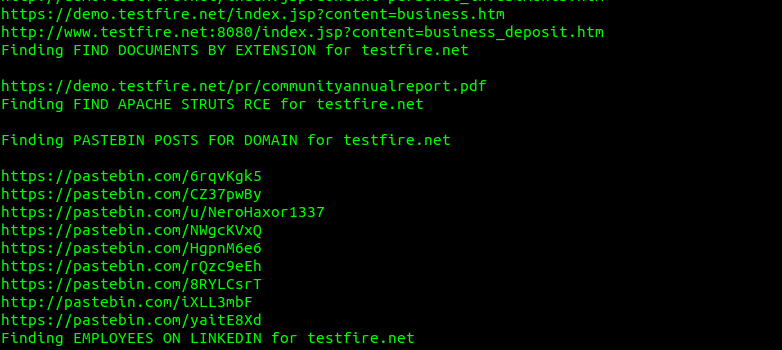 https://demo.testfire.net/index.jsp?content=business.htm
http://www.testfire.net:8080/index.jsp?content=business_deposit.htm
Finding FIND DOCUMENTS BY EXTENSION for testfire.net
https://demo.testfire.net/pr/communityannualreport.pdf
Finding FIND APACHE STRUTS RCE for testfire.net
Finding PASTEBIN POSTS FOR DOMAIN for testfire.net
https://pastebin.com/6rqvKgk5
https://pastebin.com/CZ37pwBy
https://pastebin.com/u/NeroHaxor1337
https://pastebin.com/NWgcKVxQ
https://pastebin.com/HgpnM6e6
https://pastebin.com/rQzc9eEh
https://pastebin.com/8RYLCsrT
http://pastebin.com/iXLL3mbF
https://pastebin.com/yaitE8Xd
Finding EMPLOYEES ON LINKEDIN for testfire.net